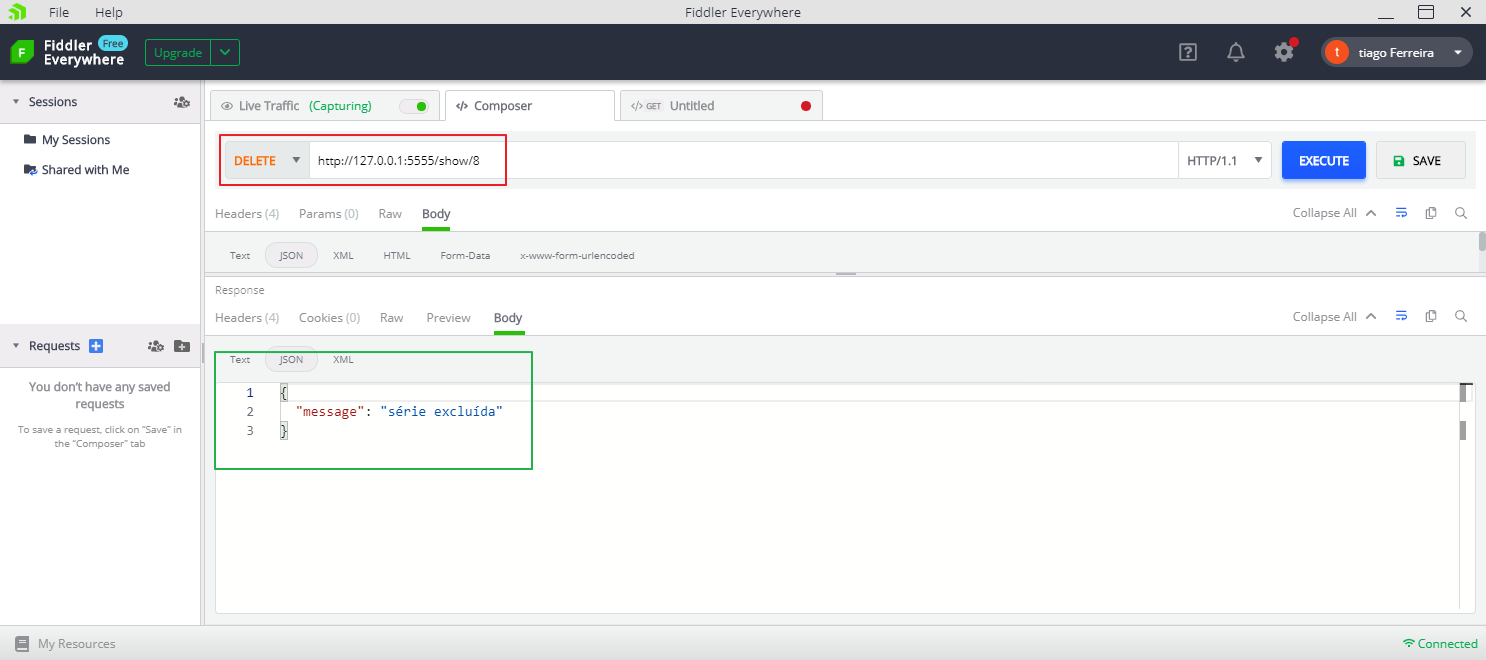 File Help Fiddler Everywhere
F Fiddler Everywhere Free Upgrade ? t tiago Ferreira
Sessions
My Sessions
Shared with Me
Requests
You don't have any saved
requests
To save a request, click on "Save" in
the "Composer" tab
Live Traffic (Capturing) Composer GET Untitled
DELETE http://127.0.0.1:5555/show/8 HTTP/1.1 EXECUTE SAVE
Headers (4) Params (0) Raw Body Collapse All
Text JSON XML HTML Form-Data x-www-form-urlencoded
Response
Headers (4) Cookies (0) Raw Preview Body Collapse All
Text JSON XML
1 {
2 "message": "série excluída"
3 }
My Resources Connected